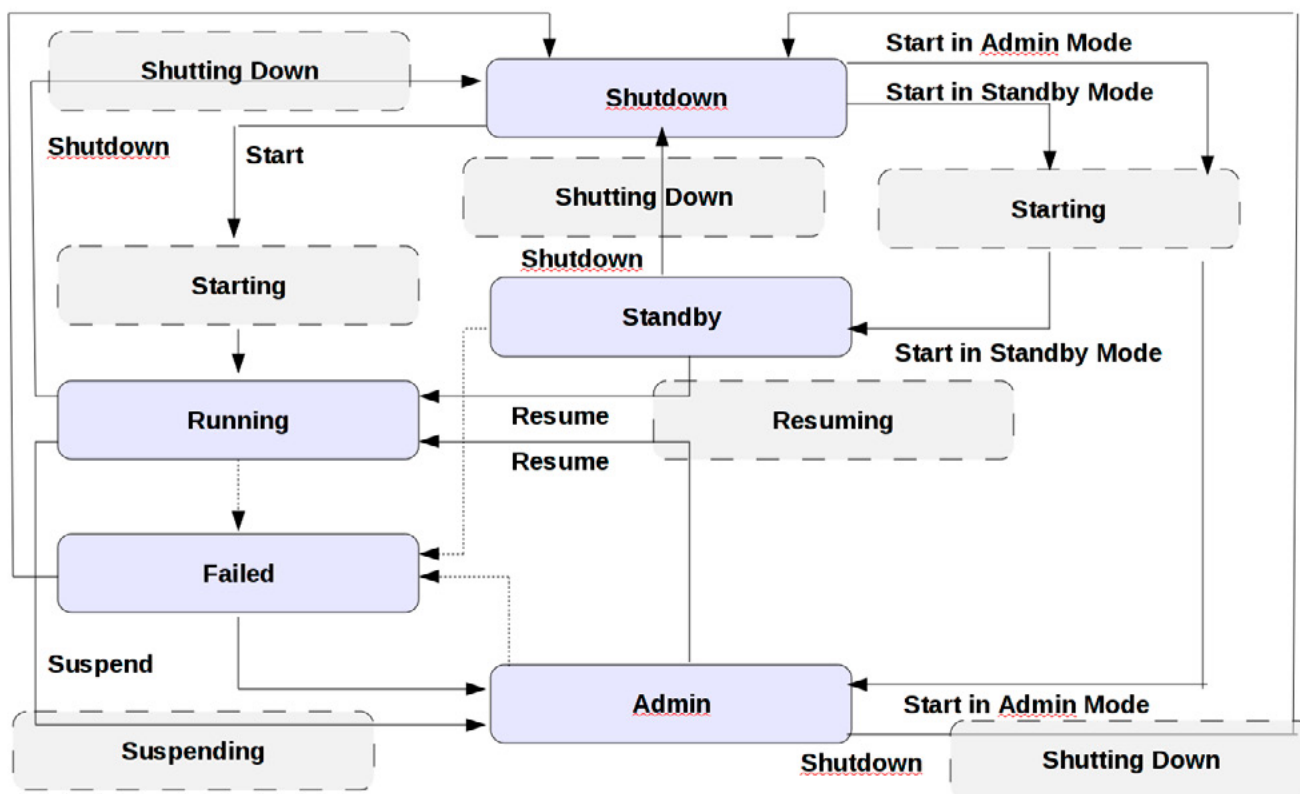 Start in Admin Mode
Shutting Down
Shutdown
Start in Standby Mode
Shutdown
Start
Shutting Down
Starting
Shutdown
Starting
Standby
Start in Standby Mode
Running
Resume
Resuming
Resume
Failed
Suspend
Admin
Start in Admin Mode
Suspending
Shutdown
Shutting Down